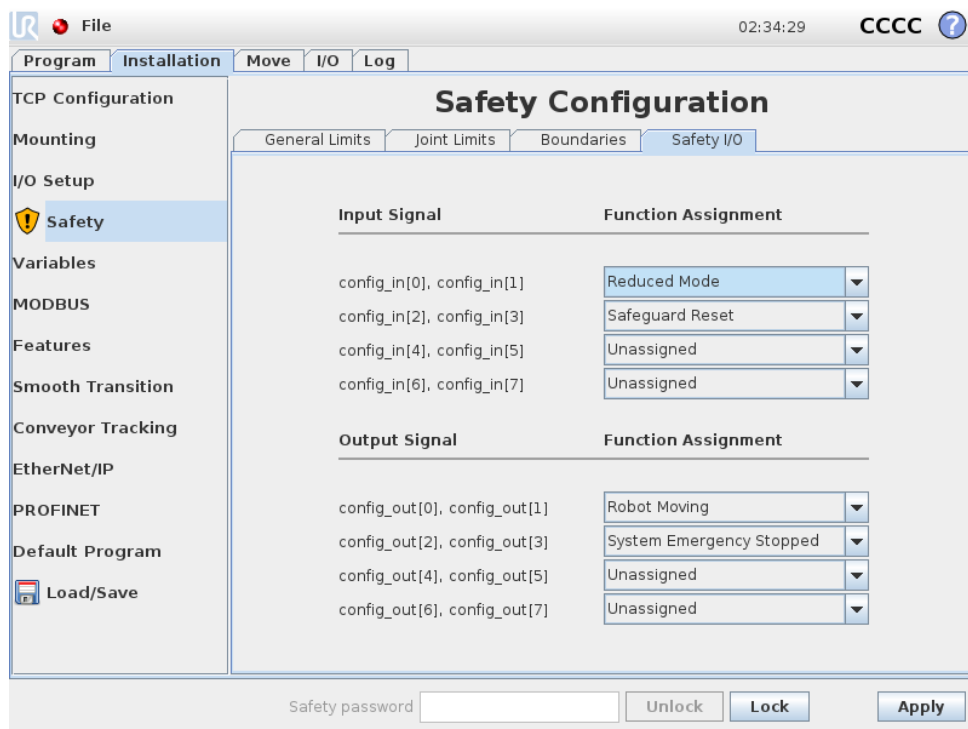 UR File 02:34:29 CCCC ?
Program Installation Move I/O Log
TCP Configuration
Mounting
I/O Setup
Safety
Variables
MODBUS
Features
Smooth Transition
Conveyor Tracking
EtherNet/IP
PROFINET
Default Program
Load/Save
Safety Configuration
General Limits Joint Limits Boundaries Safety I/O
Input Signal Function Assignment
config_in[0], config_in[1] Reduced Mode
config_in[2], config_in[3] Safeguard Reset
config_in[4], config_in[5] Unassigned
config_in[6], config_in[7] Unassigned
Output Signal Function Assignment
config_out[0], config_out[1] Robot Moving
config_out[2], config_out[3] System Emergency Stopped
config_out[4], config_out[5] Unassigned
config_out[6], config_out[7] Unassigned
Safety password Unlock Lock Apply